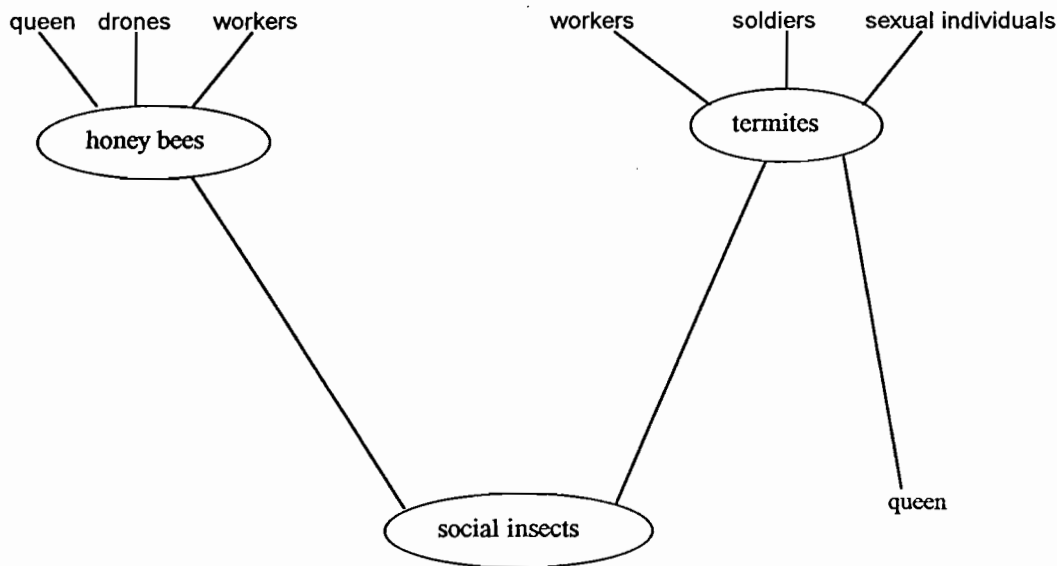 queen drones workers
workers soldiers sexual individuals
honey bees
termites
queen
social insects